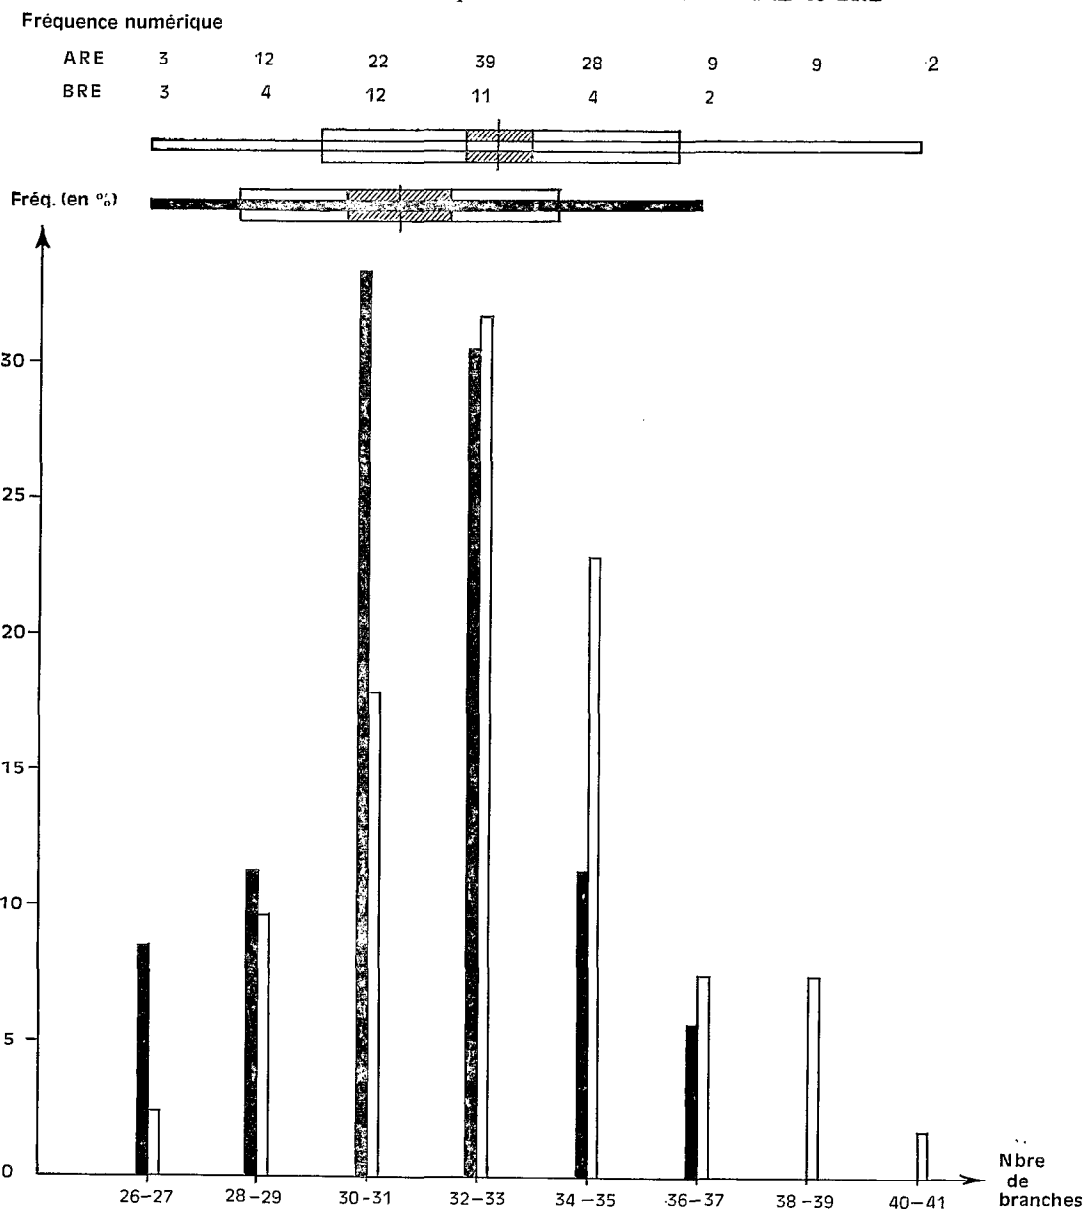 Fréquence numérique
ARE 3 12 22 39 28 9 9 2
BRE 3 4 12 11 4 2
Fréq. (en %)
30
25
20
15
10
5
0
26-27 28-29 30-31 32-33 34-35 36-37 38-39 40-41
Nbre
de
branches